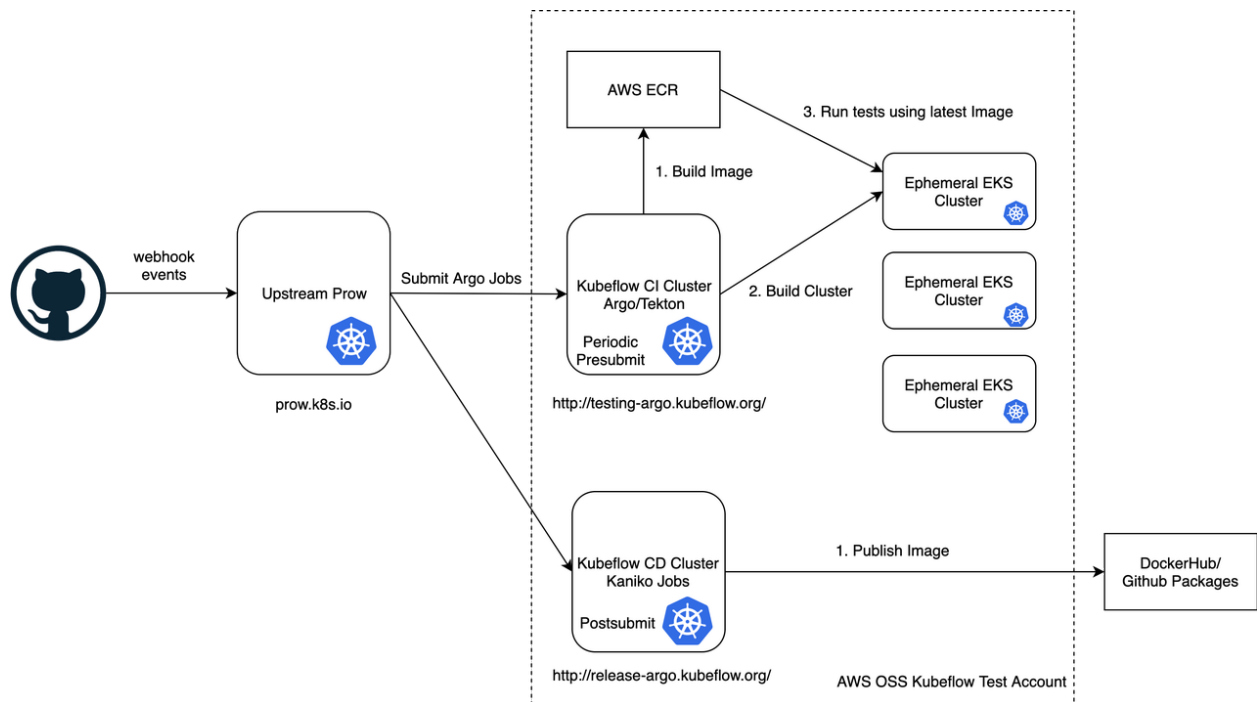 AWS ECR
3. Run tests using latest Image
1. Build Image
Ephemeral EKS
Cluster
webhook
events
Upstream Prow
Submit Argo Jobs
Kubeflow CI Cluster
Argo/Tekton
Periodic
Presubmit
2. Build Cluster
Ephemeral EKS
Cluster
Ephemeral EKS
Cluster
prow.k8s.io
http://testing-argo.kubeflow.org/
Kubeflow CD Cluster
Kaniko Jobs
Postsubmit
1. Publish Image
DockerHub/
Github Packages
http://release-argo.kubeflow.org/
AWS OSS Kubeflow Test Account